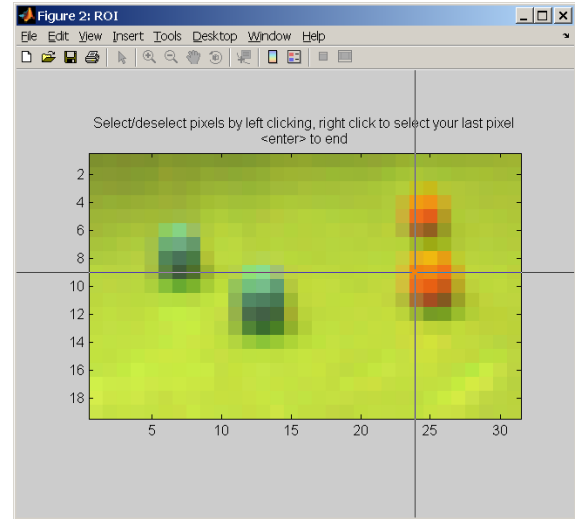 Figure 2: ROI
File Edit View Insert Tools Desktop Window Help
Select/deselect pixels by left clicking, right click to select your last pixel
<enter> to end
2
4
6
8
10
12
14
16
18
5 10 15 20 25 30